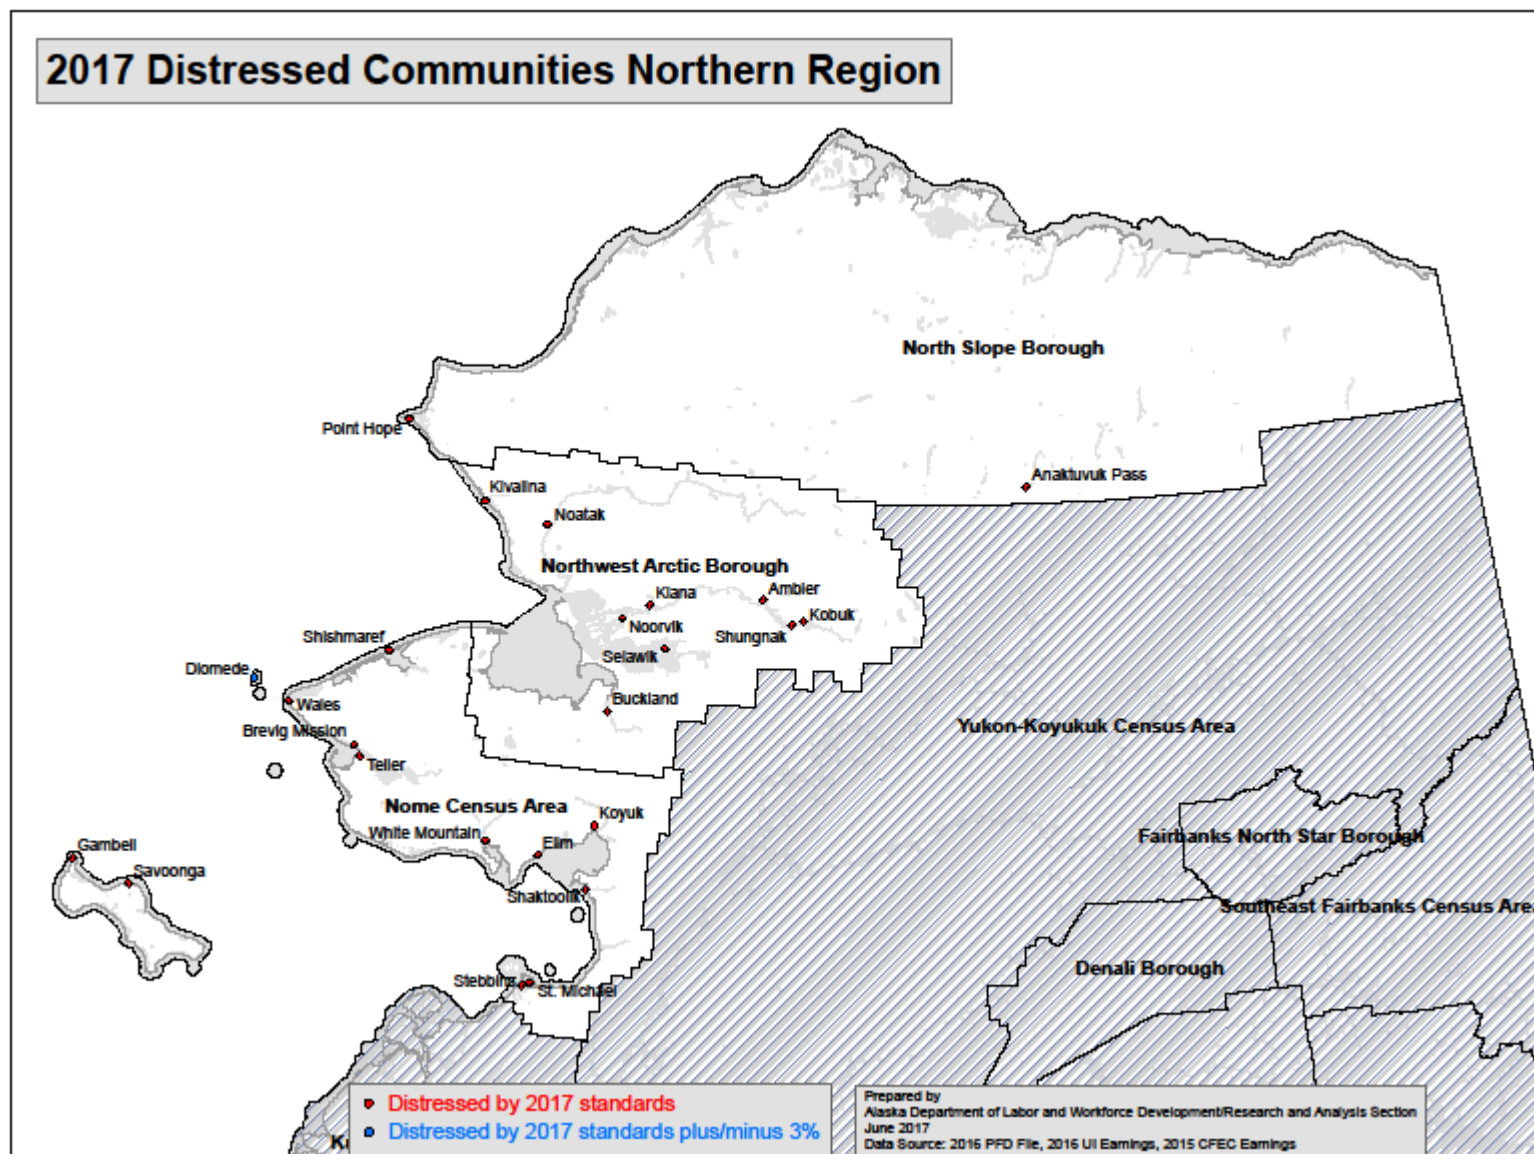 2017 Distressed Communities Northern Region
North Slope Borough
Point Hope
Anaktuvuk Pass
Kivalina
Noatak
Northwest Arctic Borough
Kiana
Ambler
Noorvik
Kobuk
Shungnak
Shishmaref
Selawik
Diomede
Buckland
Wales
Yukon-Koyukuk Census Area
Brevig Mission
Teller
Nome Census Area
Koyuk
White Mountain
Elim
Fairbanks North Star Borough
Gambell
Savoonga
Shaktoolik
Southeast Fairbanks Census Area
Denali Borough
Stebbins
St. Michael
Distressed by 2017 standards
Distressed by 2017 standards plus/minus 3%
Prepared by
Alaska Department of Labor and Workforce Development/Research and Analysis Section
June 2017
Data Source: 2016 PFD File, 2016 UI Earnings, 2015 CFEC Earnings